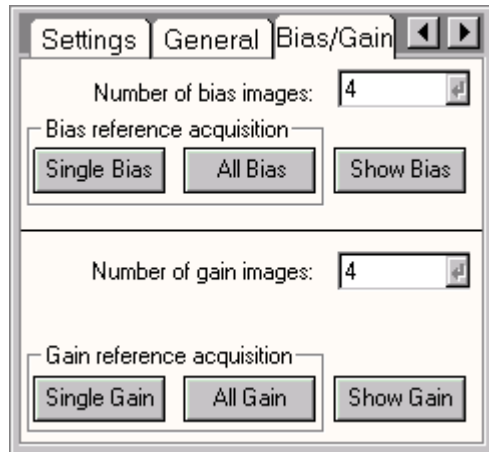 Settings General Bias/Gain
Number of bias images: 4
Bias reference acquisition
Single Bias All Bias Show Bias
Number of gain images: 4
Gain reference acquisition
Single Gain All Gain Show Gain